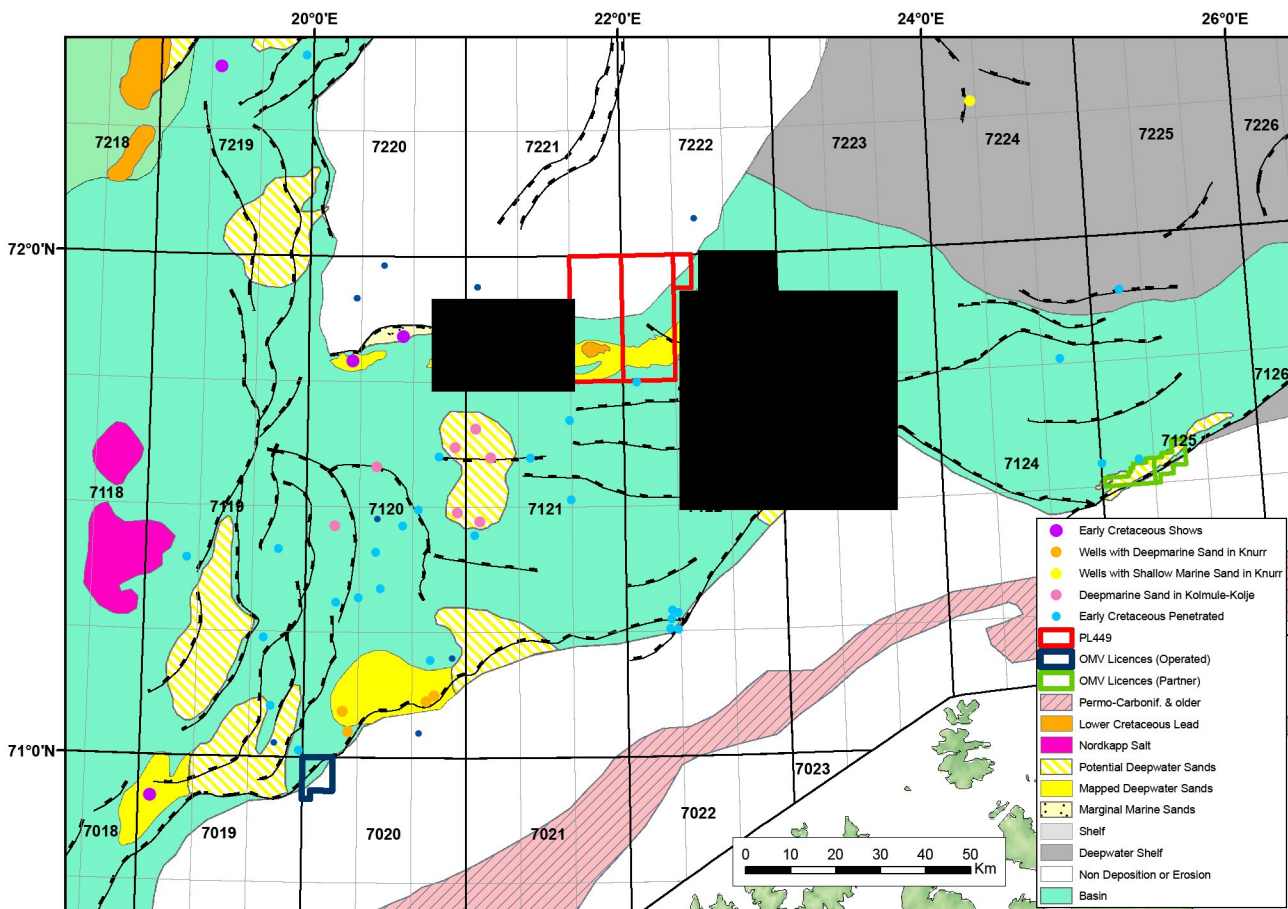 20°0'E 22°0'E 24°0'E 26°0'E
7218 7219 7220 7221 7222 7223 7224 7225 7226
72°0'N
7118 7119 7120 7121 7124 7125 7126
71°0'N
7018 7019 7020 7021 7022 7023
0 10 20 30 40 50
Km
Early Cretaceous Shows
Wells with Deepmarine Sand in Knurr
Wells with Shallow Marine Sand in Knurr
Deepmarine Sand in Kolmule-Kolje
Early Cretaceous Penetrated
PL449
OMV Licences (Operated)
OMV Licences (Partner)
Permo-Carbonif. & older
Lower Cretaceous Lead
Nordkapp Salt
Potential Deepwater Sands
Mapped Deepwater Sands
Marginal Marine Sands
Shelf
Deepwater Shelf
Non Deposition or Erosion
Basin